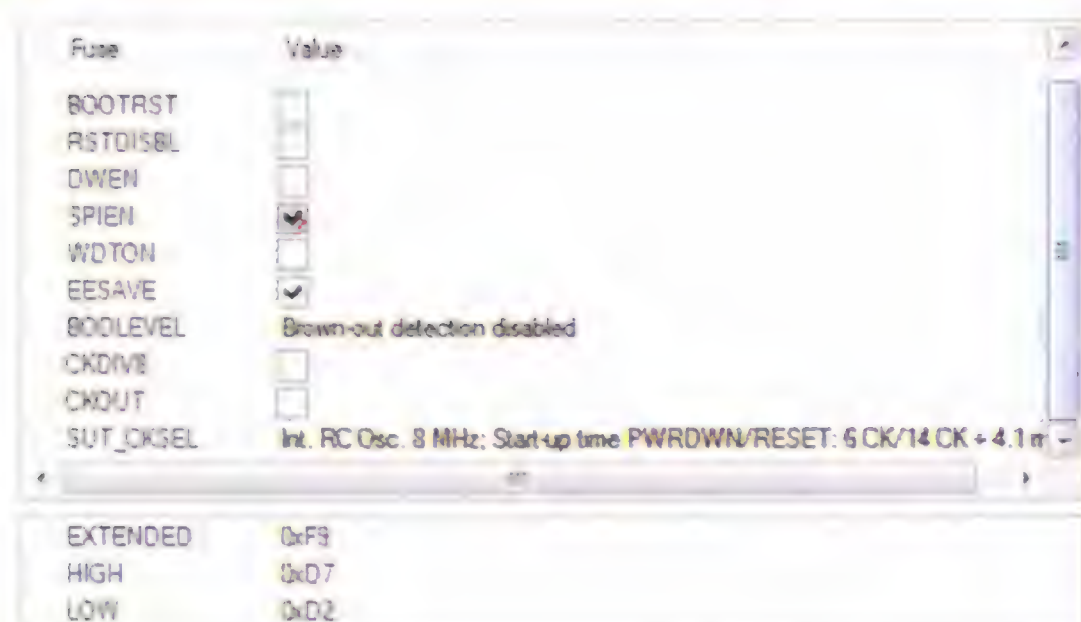 Fuse Value
BOOTRST
RSTDISBL
DWEN
SPIEN
WDTON
EESAVE
BODLEVEL Brown-out detection disabled
CKDIV8
CKOUT
SUT_CKSEL Int. RC Osc. 8 MHz; Start-up time PWRDWN/RESET: 6 CK/14 CK + 4.1 m
EXTENDED 0xF9
HIGH 0xD7
LOW 0xD2